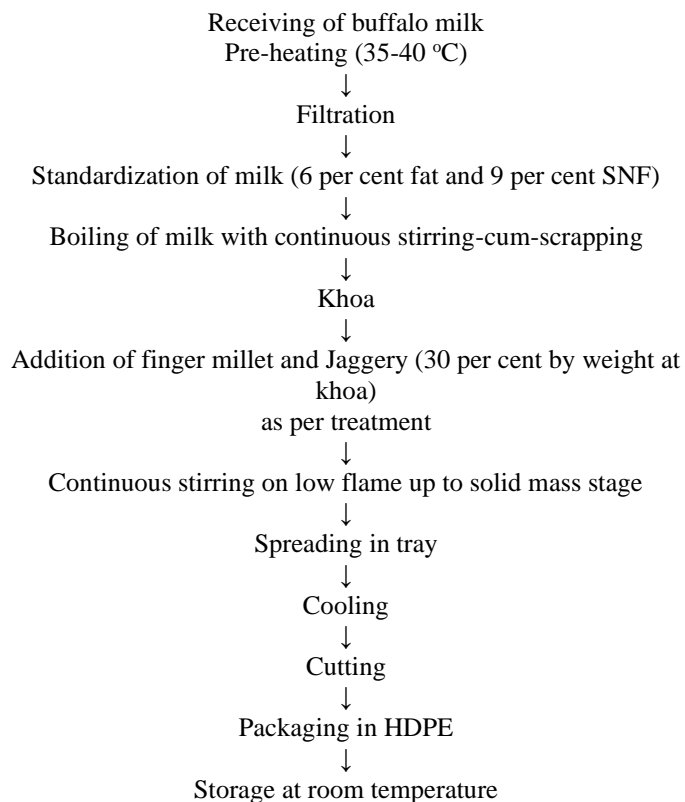 Receiving of buffalo milk
Pre-heating (35-40 °C)
↓
Filtration
↓
Standardization of milk (6 per cent fat and 9 per cent SNF)
↓
Boiling of milk with continuous stirring-cum-scrapping
↓
Khoa
↓
Addition of finger millet and Jaggery (30 per cent by weight at
khoa)
as per treatment
↓
Continuous stirring on low flame up to solid mass stage
↓
Spreading in tray
↓
Cooling
↓
Cutting
↓
Packaging in HDPE
↓
Storage at room temperature